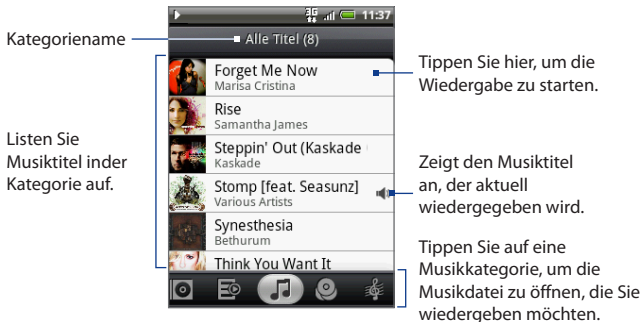 3G 11:37
Kategoriename
Alle Titel (8)
Forget Me Now
Marisa Cristina
Tippen Sie hier, um die
Wiedergabe zu starten.
Rise
Samantha James
Listen Sie
Musiktitel inder
Kategorie auf.
Steppin' Out (Kaskade
Kaskade
Stomp [feat. Seasunz]
Various Artists
Zeigt den Musiktitel
an, der aktuell
wiedergegeben wird.
Synesthesia
Bethurum
Think You Want It
Tippen Sie auf eine
Musikkategorie, um die
Musikdatei zu öffnen, die Sie
wiedergeben möchten.